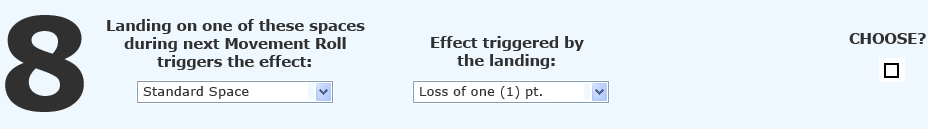 8
Landing on one of these spaces
during next Movement Roll
triggers the effect:
Standard Space
Effect triggered by
the landing:
Loss of one (1) pt.
CHOOSE?